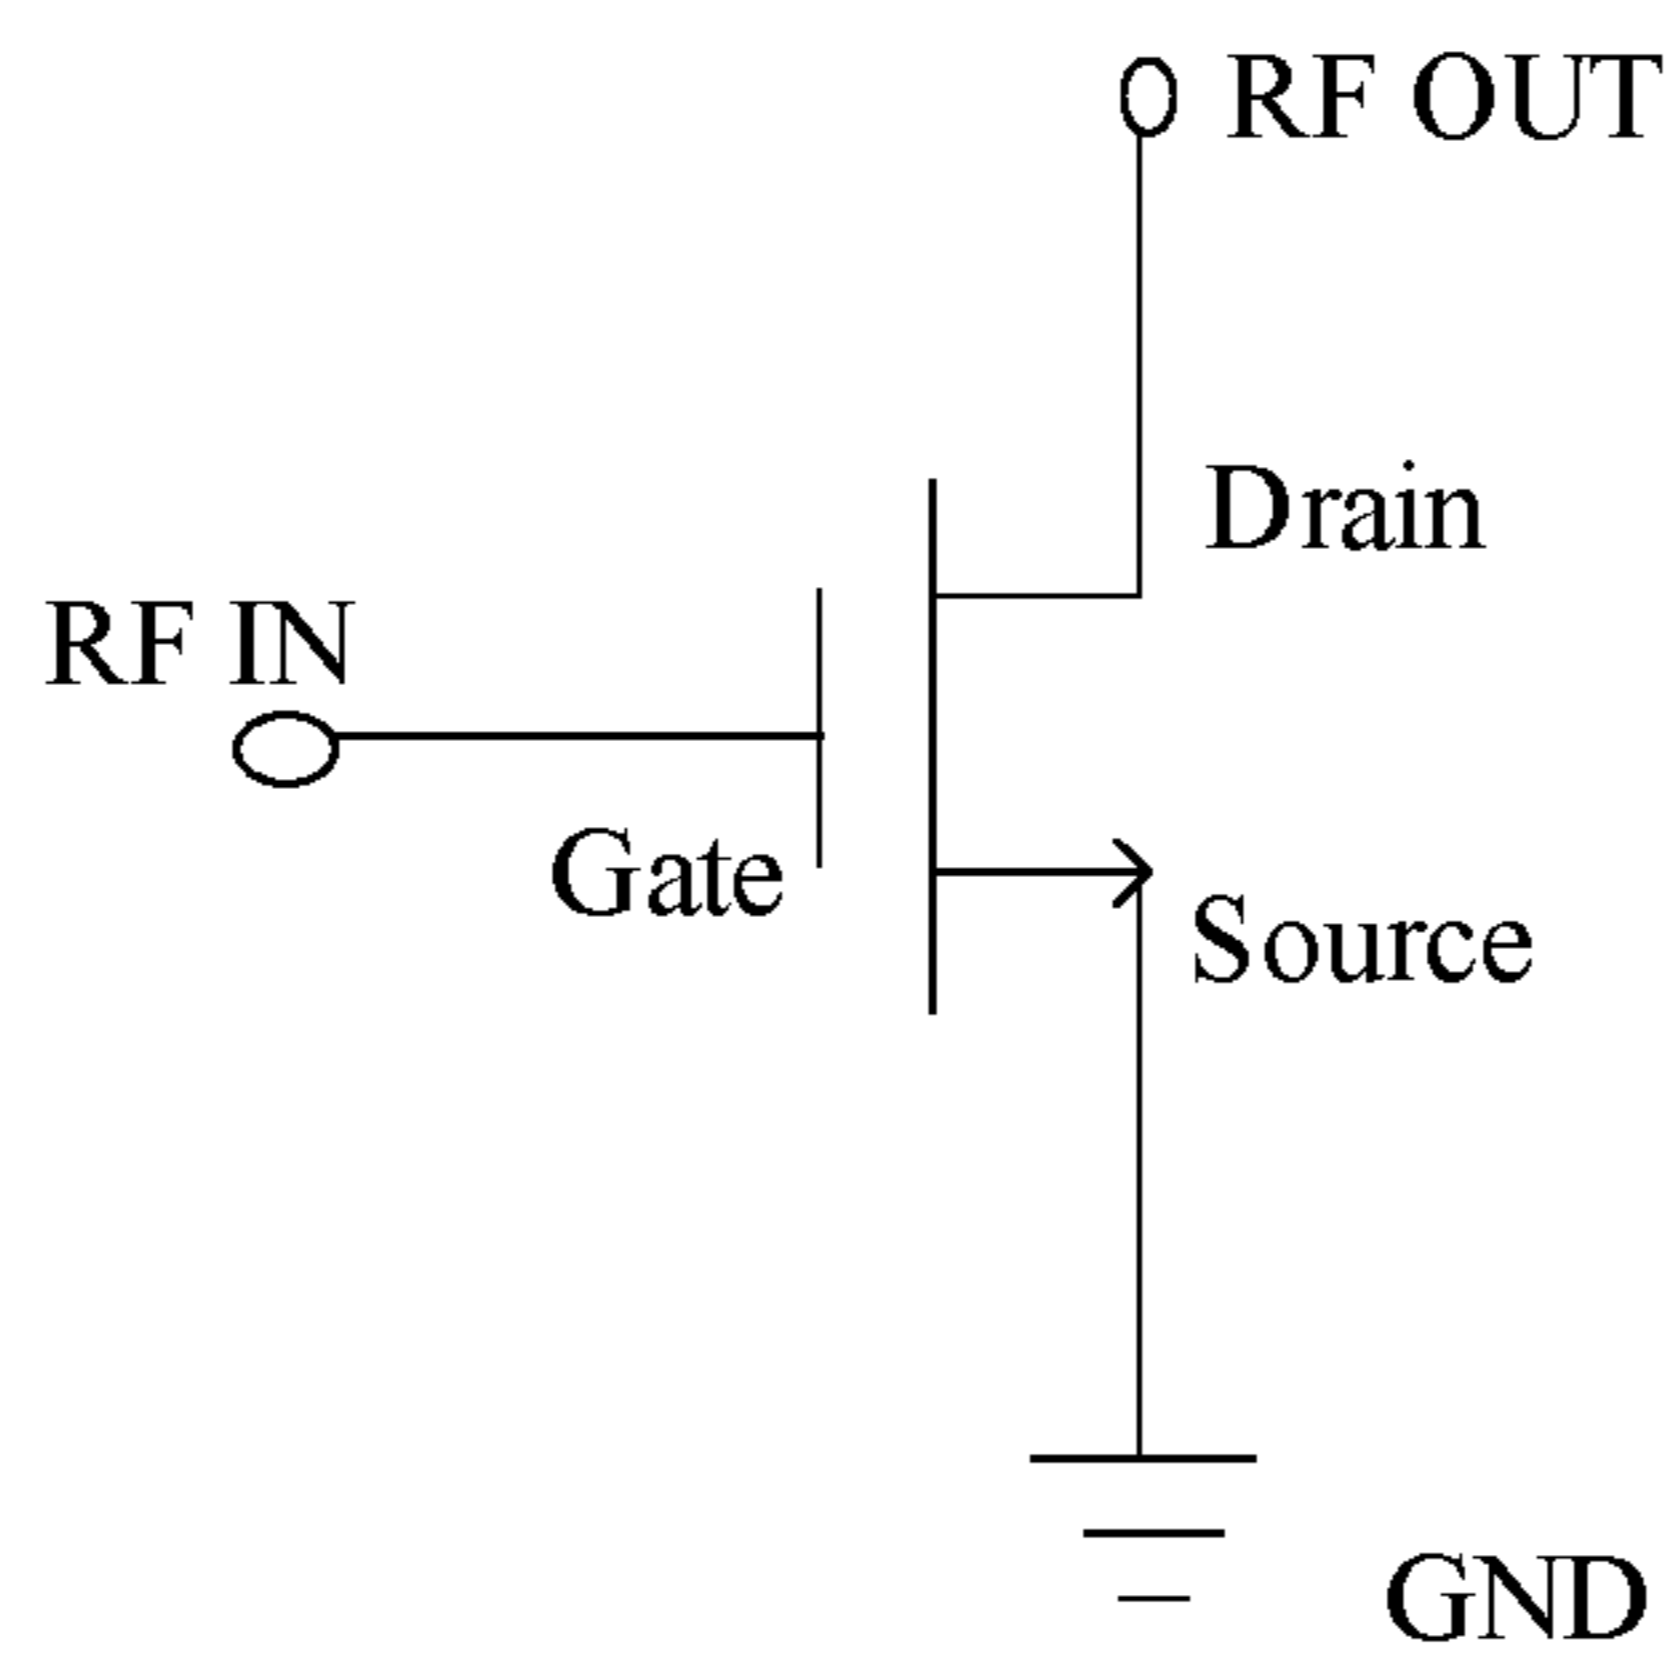 RF OUT
Drain
RF IN
Gate
Source
GND